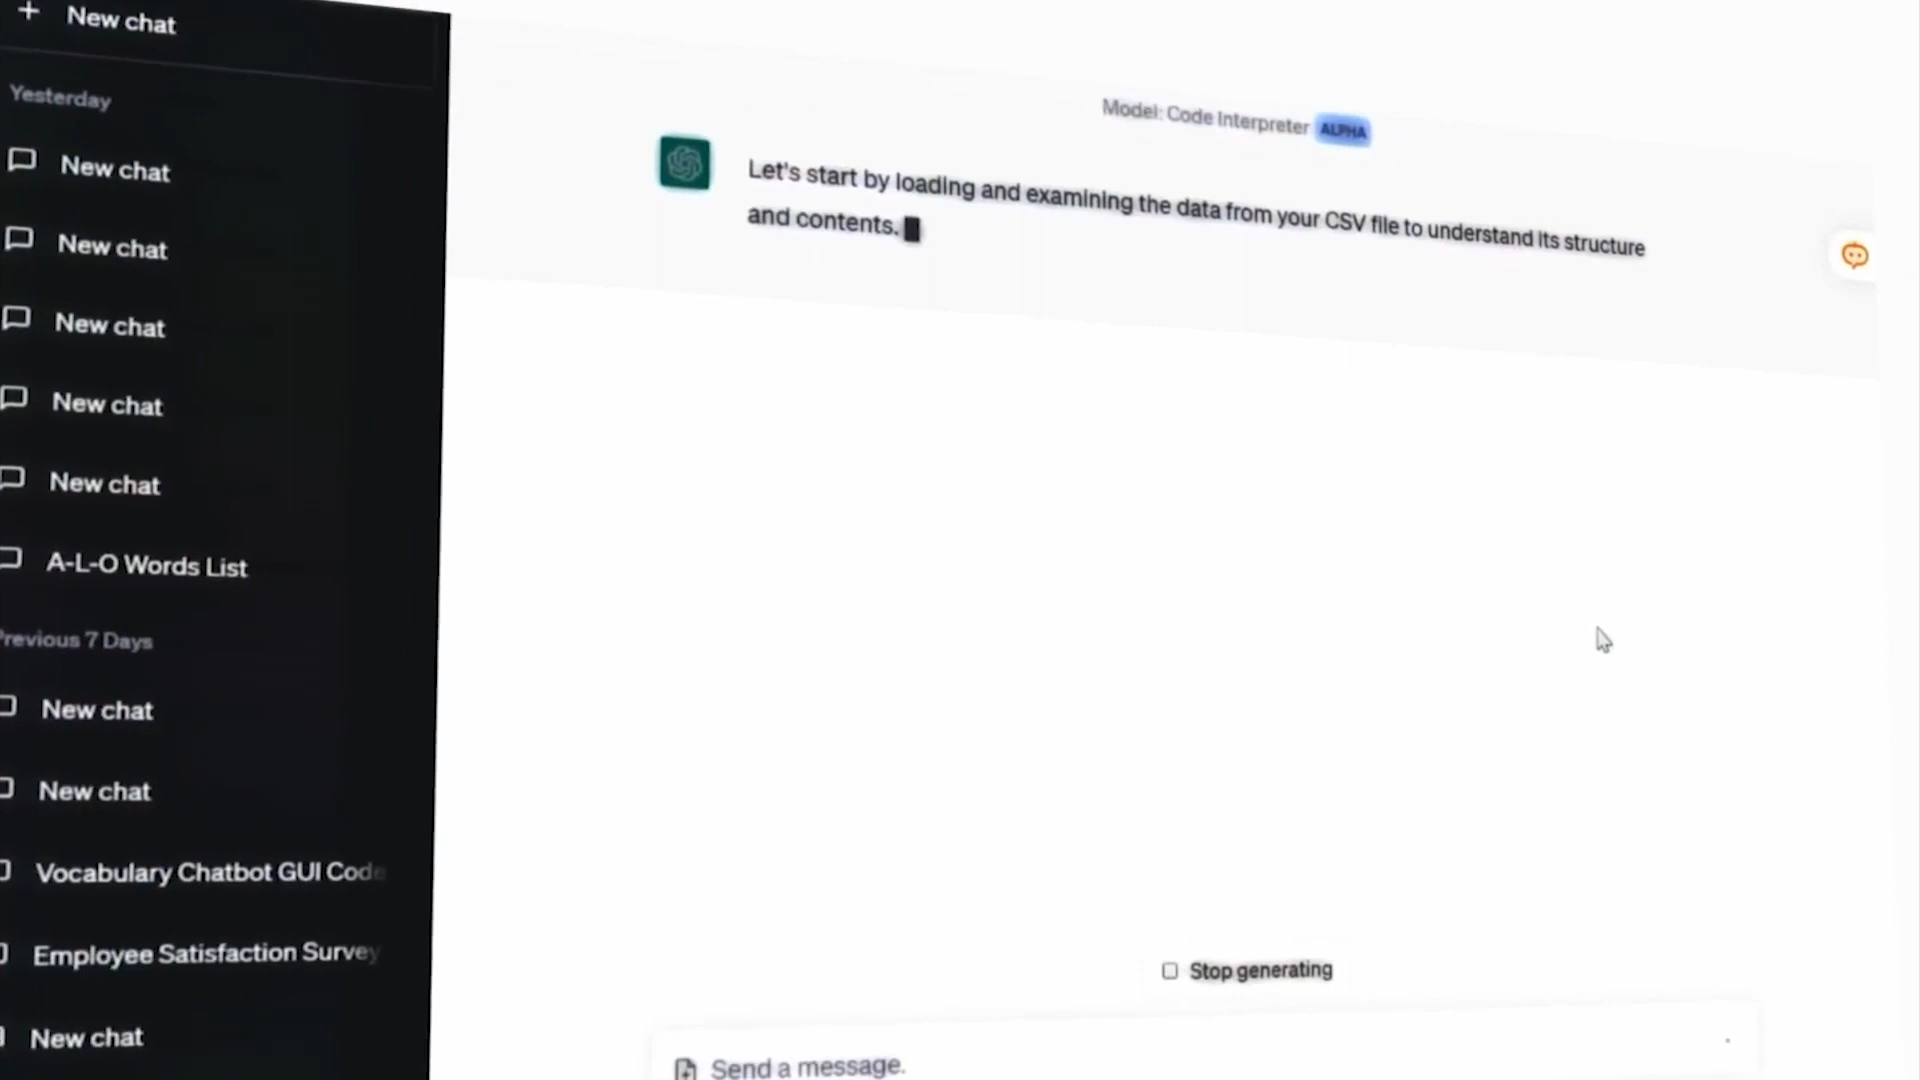 New chat
Yesterday
New chat
New chat
New chat
New chat
New chat
A-L-O Words List
Previous 7 Days
New chat
New chat
Vocabulary Chatbot GUI Code
Employee Satisfaction Survey
New chat
Model: Code Interpreter ALPHA
Let's start by loading and examining the data from your CSV file to understand its structure
and contents.
Stop generating
Send a message.